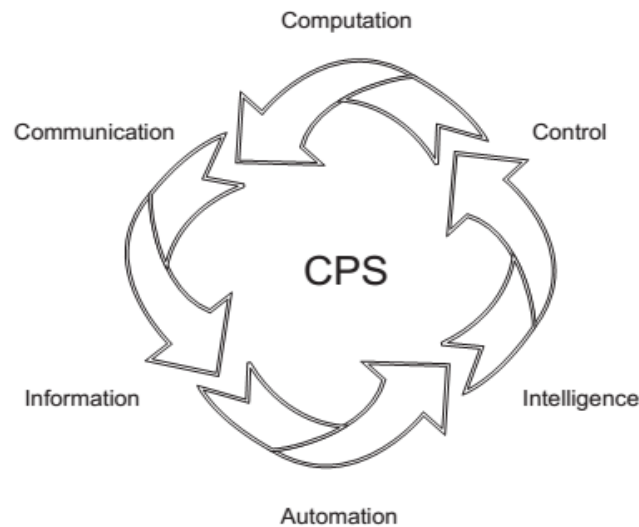 Computation
Communication
Control
CPS
Information
Intelligence
Automation